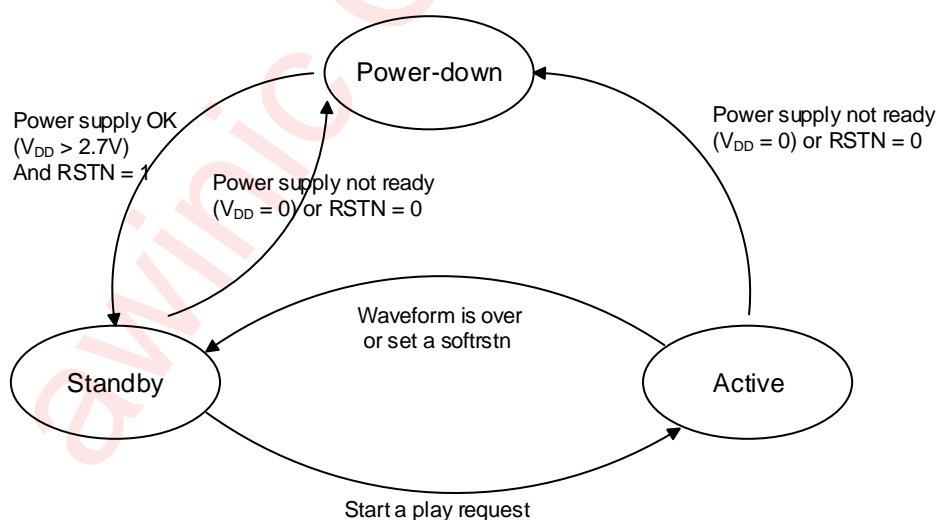 Power-down
Power supply OK
(VDD > 2.7V)
And RSTN = 1
Power supply not ready
(VDD = 0) or RSTN = 0
Power supply not ready
(VDD = 0) or RSTN = 0
Waveform is over
or set a softrstn
Standby
Active
Start a play request
awinic